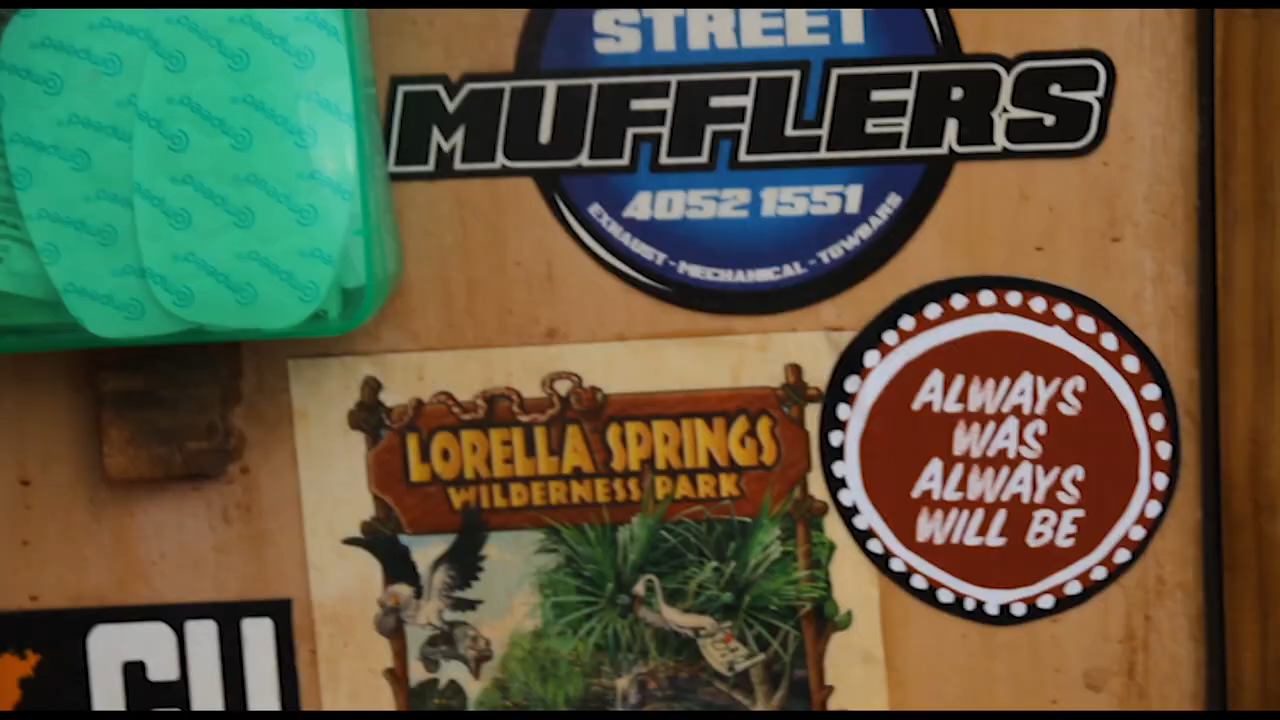 STREET
MUFFLERS
4052 1551
EXHAUST - MECHANICAL - TOWBARS
LORELLA SPRINGS
WILDERNESS PARK
ALWAYS
WAS
ALWAYS
WILL BE